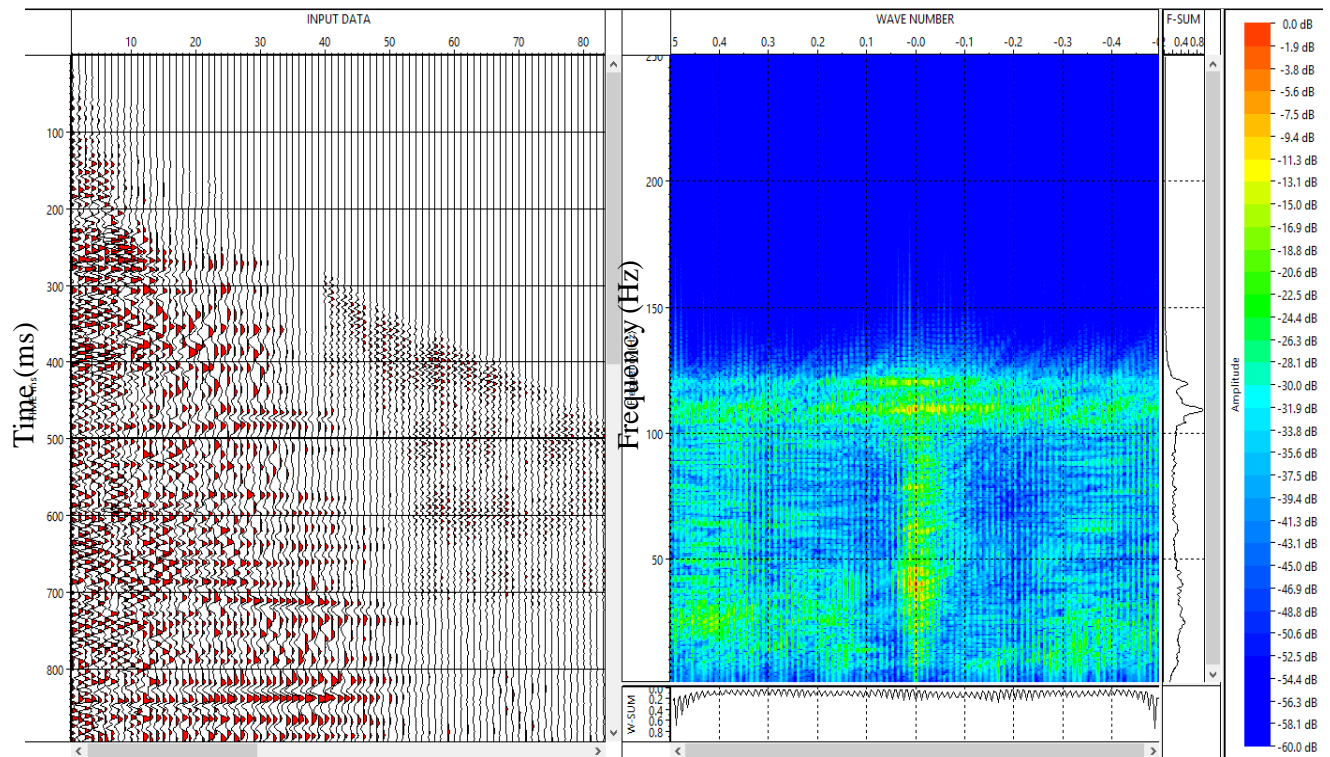 INPUT DATA
10 20 30 40 50 60 70 80
100
200
300
400
500
600
700
800
Time (ms)
WAVE NUMBER
5 0.4 0.3 0.2 0.1 -0.0 -0.1 -0.2 -0.3 -0.4
200
150
100
50
Frequency (Hz)
W-SUM
0.0
0.2
0.4
0.6
0.8
F-SUM
0.4 0.8
Amplitude
0.0 dB
-1.9 dB
-3.8 dB
-5.6 dB
-7.5 dB
-9.4 dB
-11.3 dB
-13.1 dB
-15.0 dB
-16.9 dB
-18.8 dB
-20.6 dB
-22.5 dB
-24.4 dB
-26.3 dB
-28.1 dB
-30.0 dB
-31.9 dB
-33.8 dB
-35.6 dB
-37.5 dB
-39.4 dB
-41.3 dB
-43.1 dB
-45.0 dB
-46.9 dB
-48.8 dB
-50.6 dB
-52.5 dB
-54.4 dB
-56.3 dB
-58.1 dB
-60.0 dB